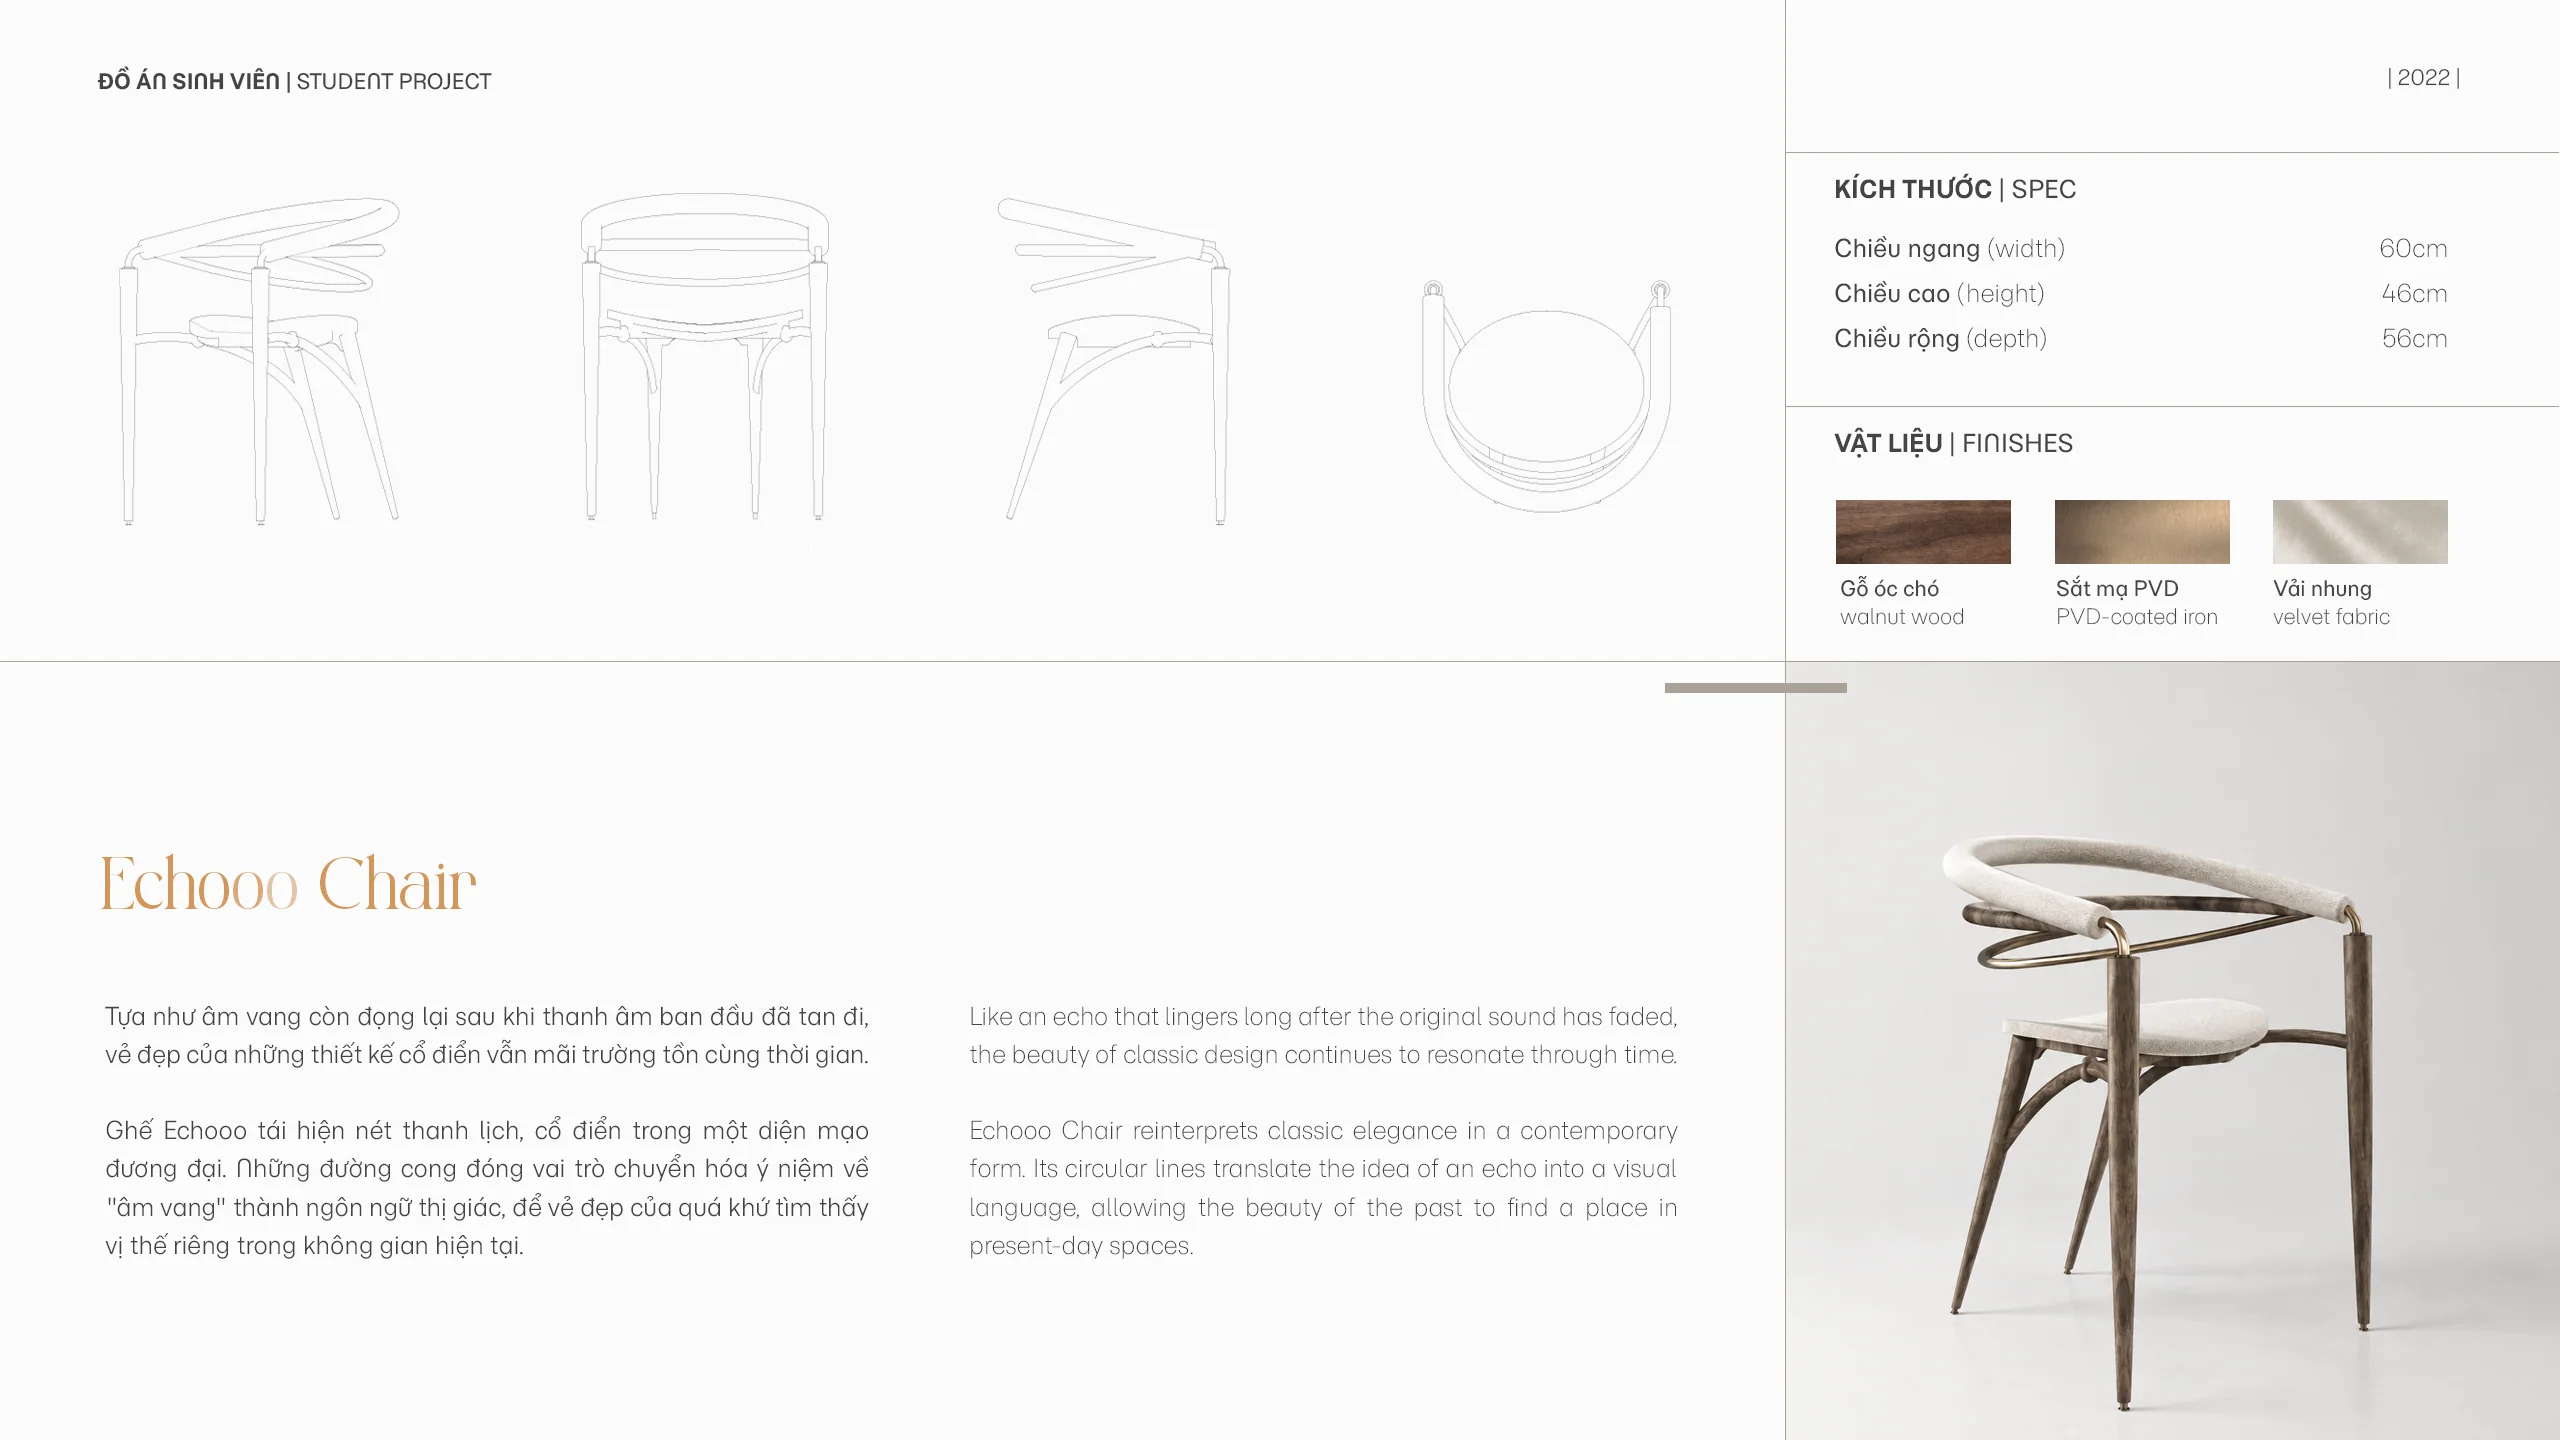 ĐỒ ÁN SINH VIÊN | STUDENT PROJECT
| 2022 |
KÍCH THƯỚC | SPEC
Chiều ngang (width) 60cm
Chiều cao (height) 46cm
Chiều rộng (depth) 56cm
VẬT LIỆU | FINISHES
Gỗ óc chó
walnut wood
Sắt mạ PVD
PVD-coated iron
Vải nhung
velvet fabric
Echooo Chair
Tựa như âm vang còn đọng lại sau khi thanh âm ban đầu đã tan đi,
vẻ đẹp của những thiết kế cổ điển vẫn mãi trường tồn cùng thời gian.
Ghế Echooo tái hiện nét thanh lịch, cổ điển trong một diện mạo
đương đại. Những đường cong đóng vai trò chuyển hóa ý niệm về
"âm vang" thành ngôn ngữ thị giác, để vẻ đẹp của quá khứ tìm thấy
vị thế riêng trong không gian hiện tại.
Like an echo that lingers long after the original sound has faded,
the beauty of classic design continues to resonate through time.
Echooo Chair reinterprets classic elegance in a contemporary
form. Its circular lines translate the idea of an echo into a visual
language, allowing the beauty of the past to find a place in
present-day spaces.